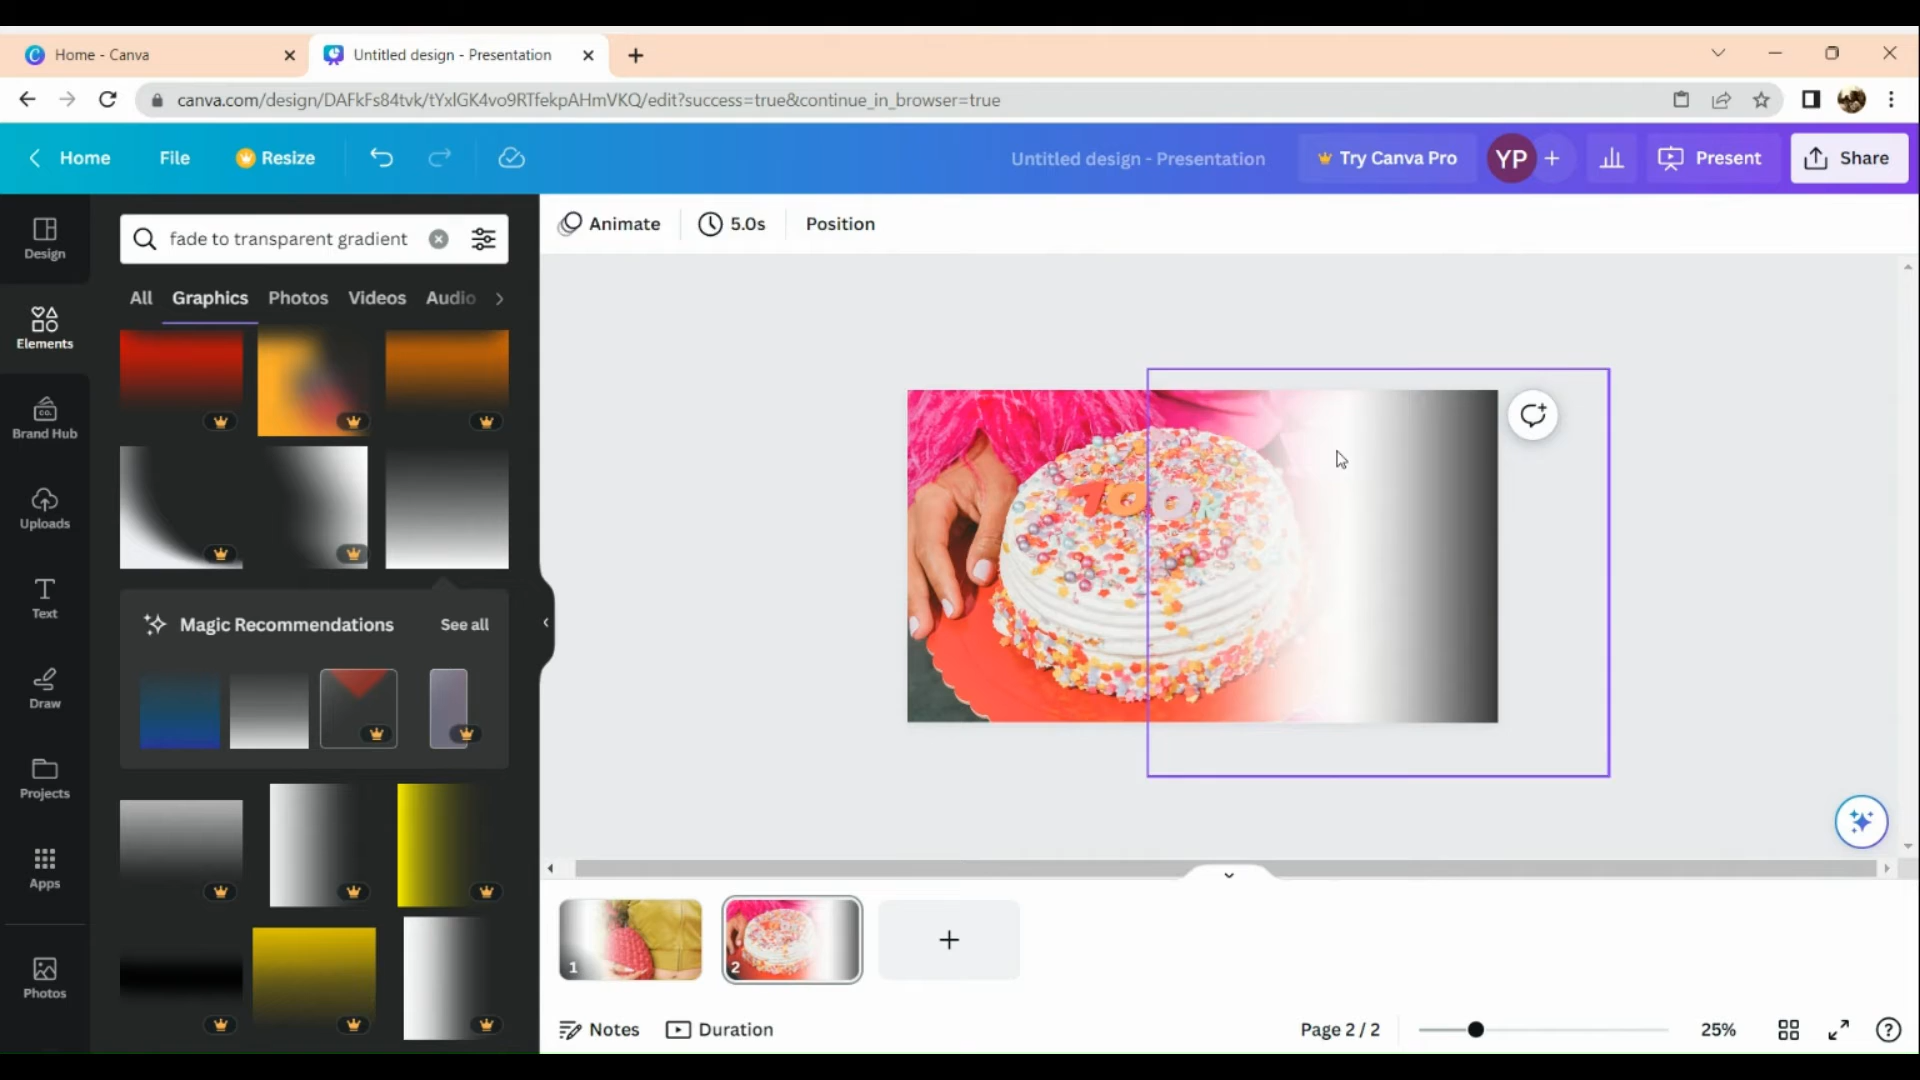 Home - Canva
Untitled design - Presentation
canva.com/design/DAFkFs84tvk/tYxlGK4vo9RTfekpAHmVKQ/edit?success=true&continue_in_browser=true
Home
File
Resize
Untitled design - Presentation
Try Canva Pro
YP
Present
Share
Design
Elements
Brand Hub
CO.
Uploads
Text
Draw
Projects
Apps
Photos
fade to transparent gradient
All
Graphics
Photos
Videos
Audio
Magic Recommendations
See all
Animate
5.0s
Position
1
2
Notes
Duration
Page 2 / 2
25%